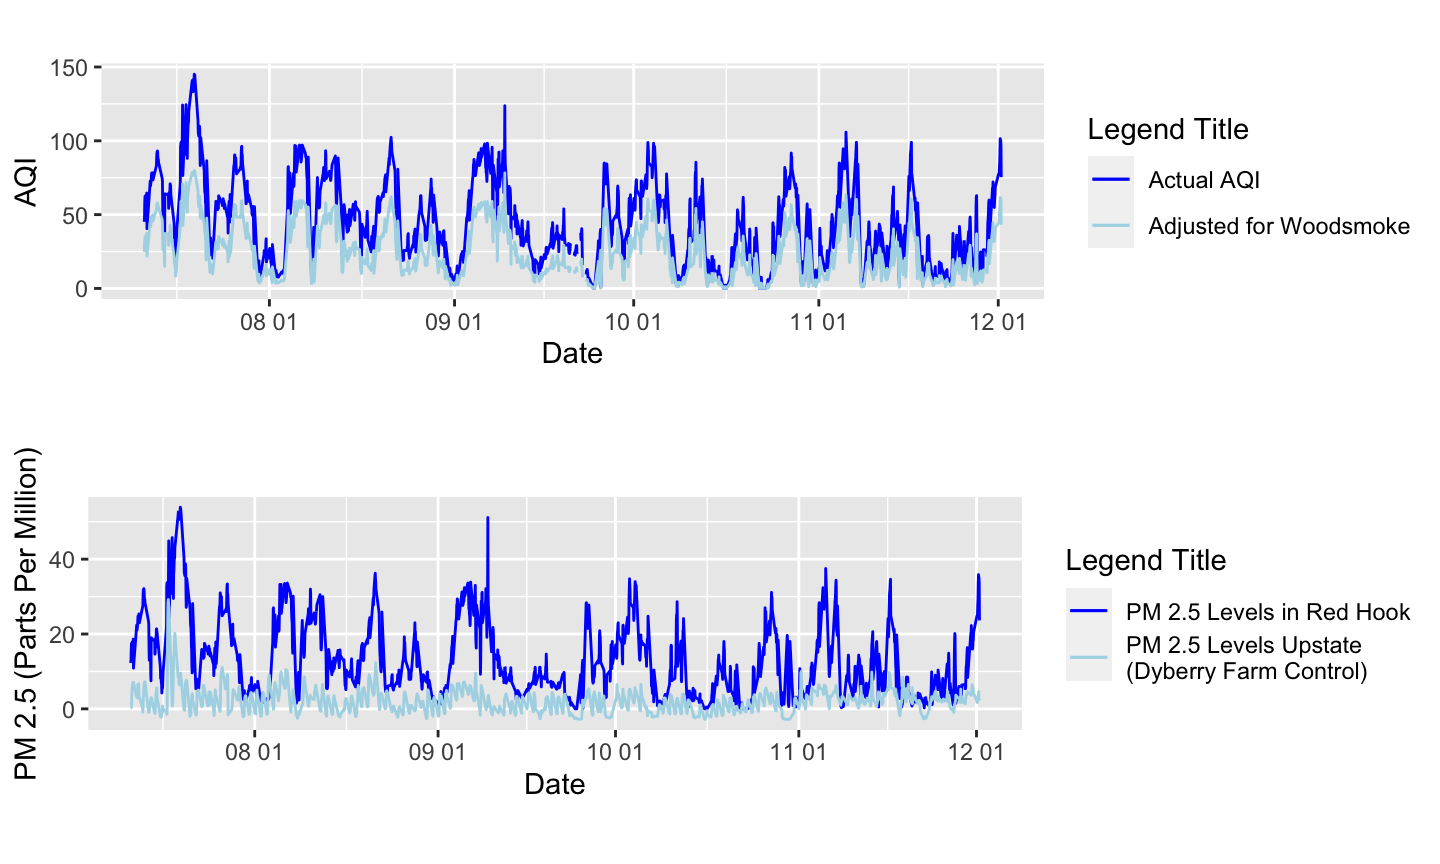 150
100
50
0
AQI
08 01
09 01
10 01
11 01
12 01
Date
Legend Title
Actual AQI
Adjusted for Woodsmoke
40
20
0
PM 2.5 (Parts Per Million)
08 01
09 01
10 01
11 01
12 01
Date
Legend Title
PM 2.5 Levels in Red Hook
PM 2.5 Levels Upstate
(Dyberry Farm Control)